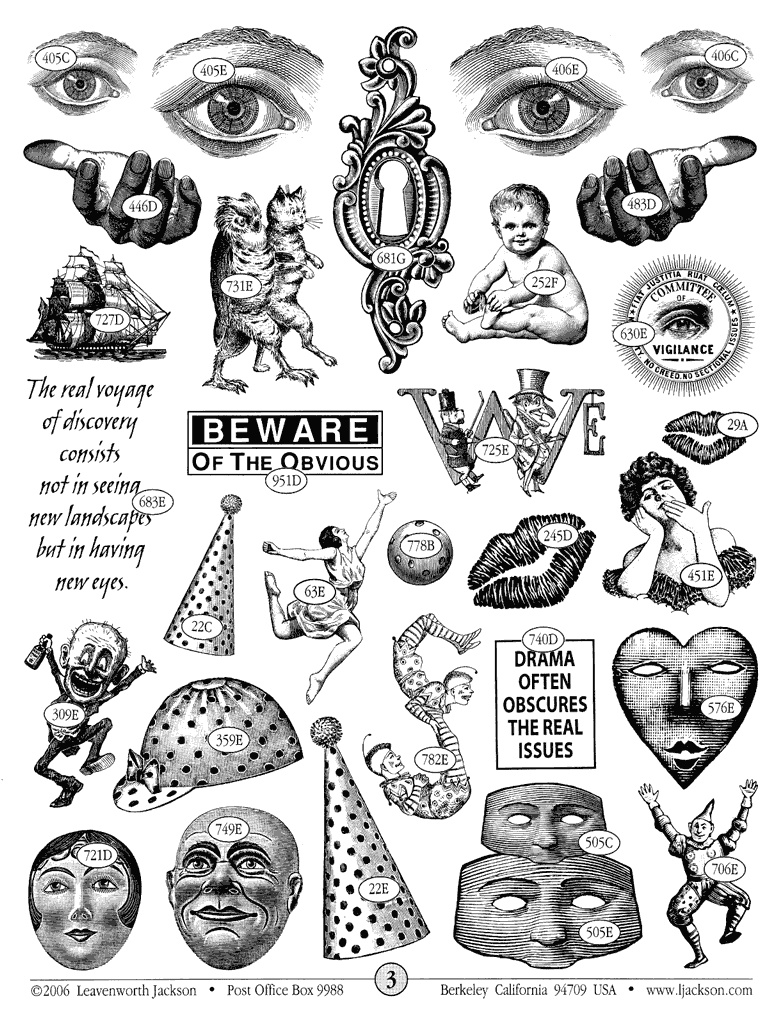 405C
405E
406E
406C
446D
483D
681G
731E
252F
727D
FIAT JUSTITIA RUAT COELUM
COMMITTEE
OF
630E
VIGILANCE
NO CREED. NO SECTIONAL ISSUES
The real voyage
of discovery
consists
not in seeing
683E
new landscapes
but in having
new eyes.
BEWARE
OF THE OBVIOUS
951D
WE
725E
29A
778B
245D
451E
63E
22C
309E
359E
782E
740D
DRAMA
OFTEN
OBSCURES
THE REAL
ISSUES
576E
721D
749E
22E
505C
505E
706E
©2006 Leavenworth Jackson • Post Office Box 9988
3
Berkeley California 94709 USA • www.ljackson.com